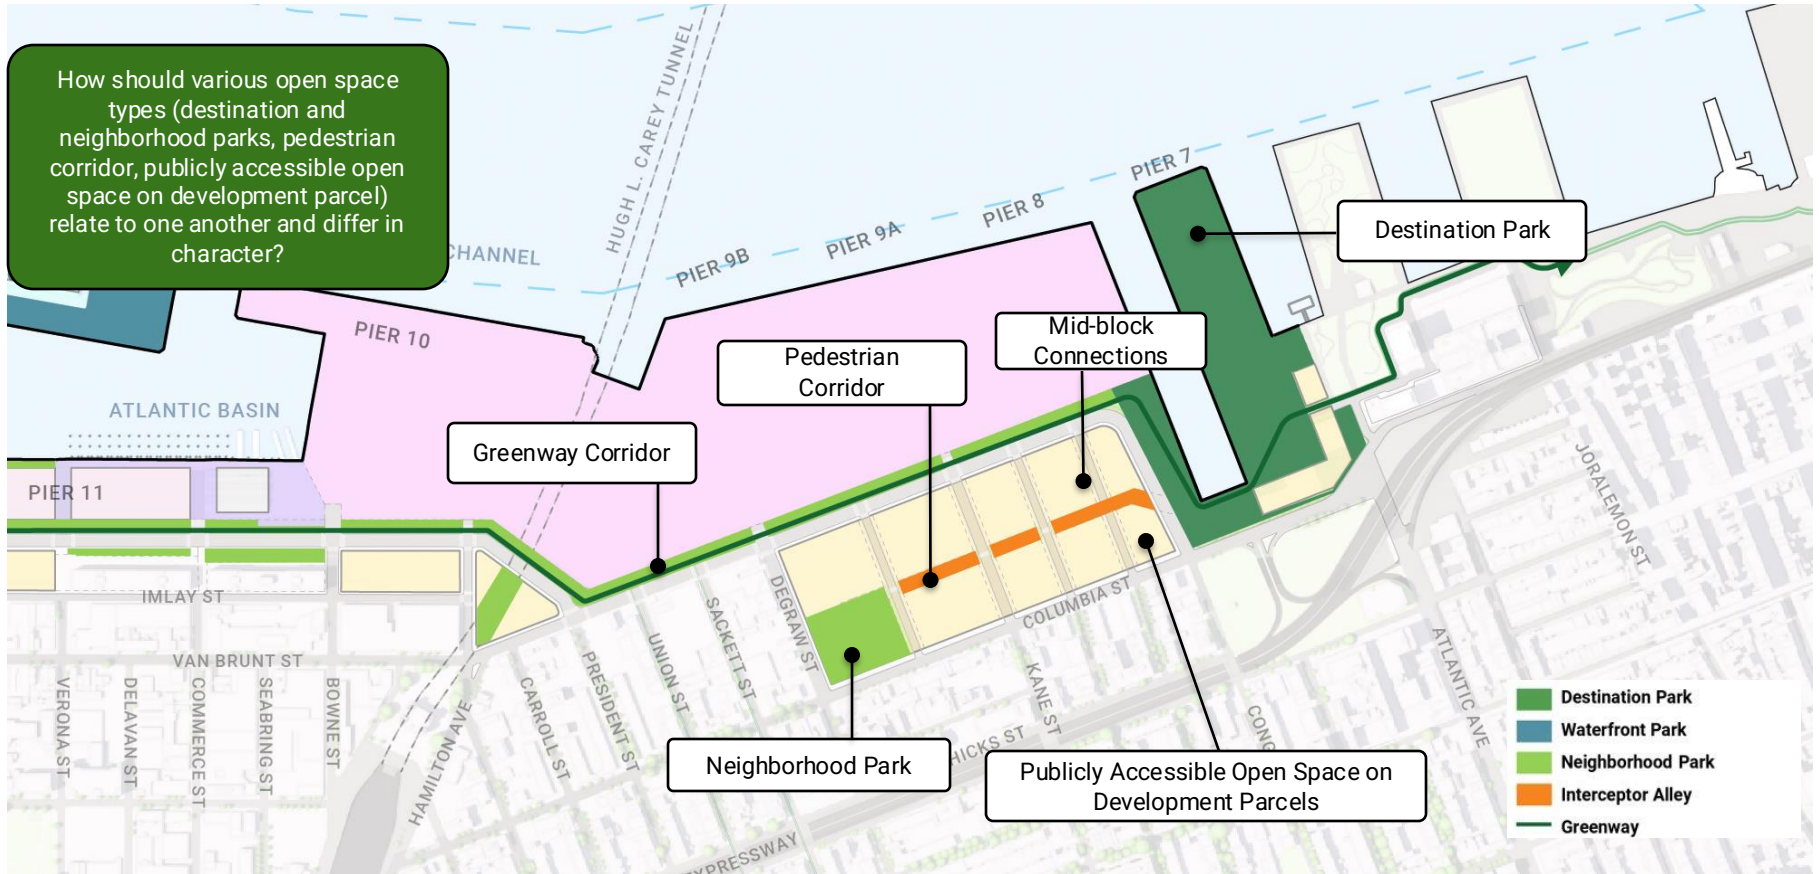 How should various open space
types (destination and
neighborhood parks, pedestrian
corridor, publicly accessible open
space on development parcel)
relate to one another and differ in
character?
CHANNEL
HUGH L. CAREY TUNNEL
PIER 7
PIER 8
PIER 9A
PIER 9B
PIER 10
Destination Park
Mid-block
Connections
Pedestrian
Corridor
Greenway Corridor
ATLANTIC BASIN
PIER 11
IMLAY ST
VAN BRUNT ST
VERONA ST
DELAVAN ST
COMMERCE ST
SEABRING ST
BOWNE ST
HAMILTON AVE
CARROLL ST
PRESIDENT ST
UNION ST
SACKETT ST
DEGRAW ST
COLUMBIA ST
KANE ST
HICKS ST
CONG
ATLANTIC AVE
JORALEMON ST
EXPRESSWAY
Neighborhood Park
Publicly Accessible Open Space on
Development Parcels
Destination Park
Waterfront Park
Neighborhood Park
Interceptor Alley
Greenway